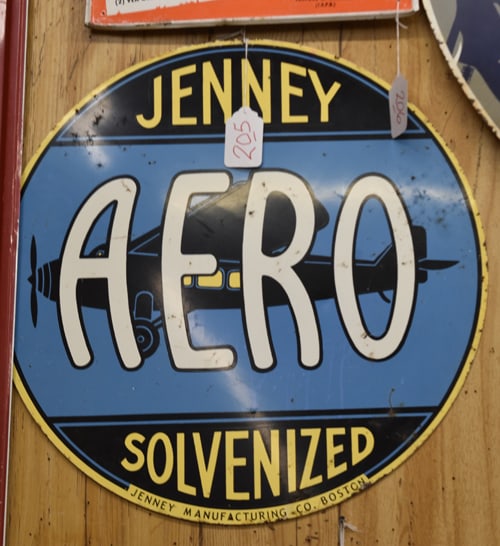 JENNEY
205
206
AERO
SOLVENIZED
JENNEY MANUFACTURING CO. BOSTON